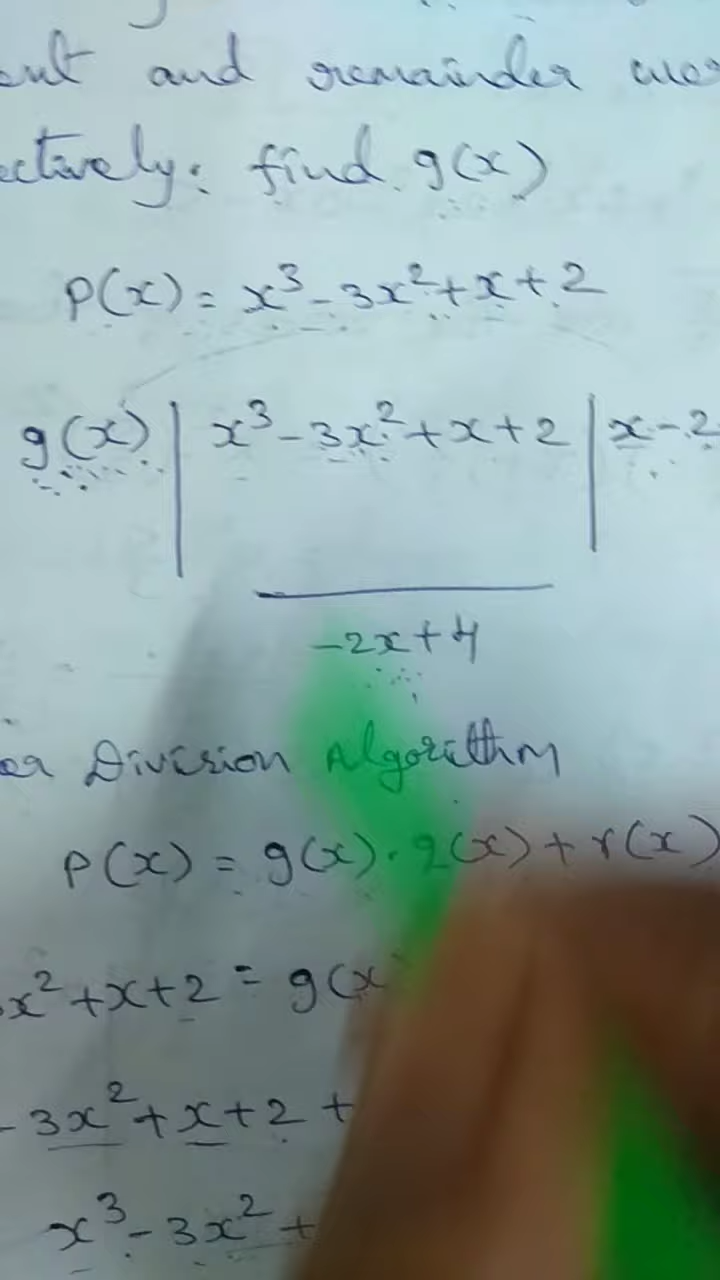 and remainder
find g(x)
P(x) = x³ - 3x² + x + 2
g(x) | x³ - 3x² + x + 2 | x - 2
-2x + 4
Division Algorithm
P(x) = g(x) . q(x) + r(x)
x² + x + 2 = g(x
- 3x² + x + 2 +
x³ - 3x² +